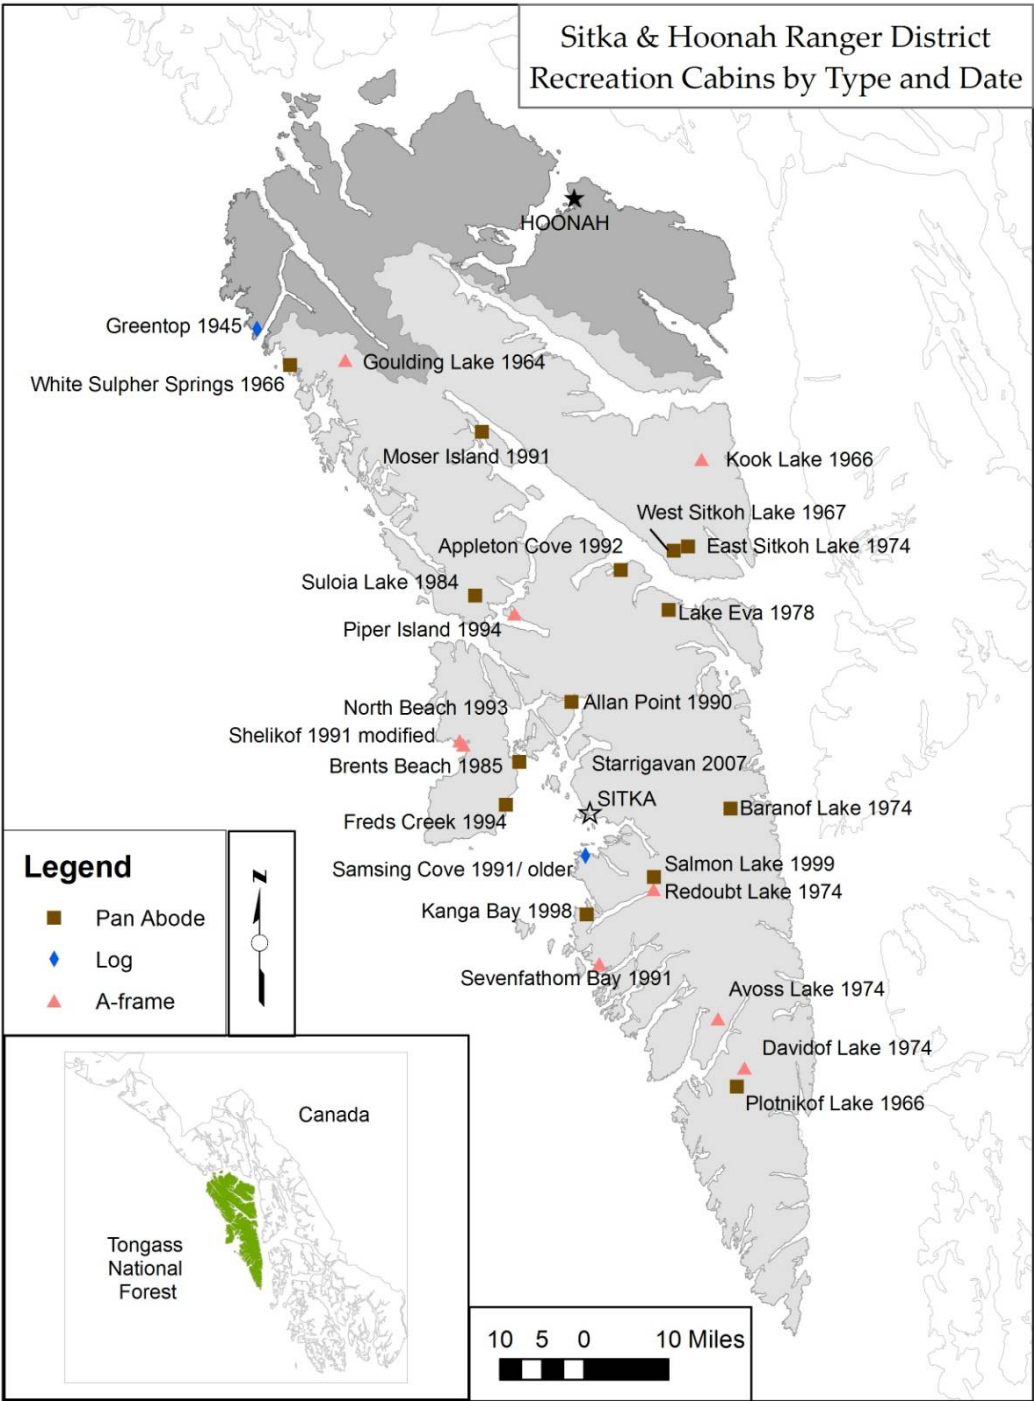 Sitka & Hoonah Ranger District
Recreation Cabins by Type and Date
HOONAH
Greentop 1945
Goulding Lake 1964
White Sulpher Springs 1966
Moser Island 1991
Kook Lake 1966
West Sitkoh Lake 1967
Appleton Cove 1992
East Sitkoh Lake 1974
Suloia Lake 1984
Lake Eva 1978
Piper Island 1994
North Beach 1993
Allan Point 1990
Shelikof 1991 modified
Brents Beach 1985
Starrigavan 2007
SITKA
Baranof Lake 1974
Freds Creek 1994
Samsing Cove 1991/ older
Salmon Lake 1999
Redoubt Lake 1974
Kanga Bay 1998
Sevenfathom Bay 1991
Avoss Lake 1974
Davidof Lake 1974
Plotnikof Lake 1966
Legend
Pan Abode
Log
A-frame
N
Canada
Tongass
National
Forest
10 5 0 10 Miles